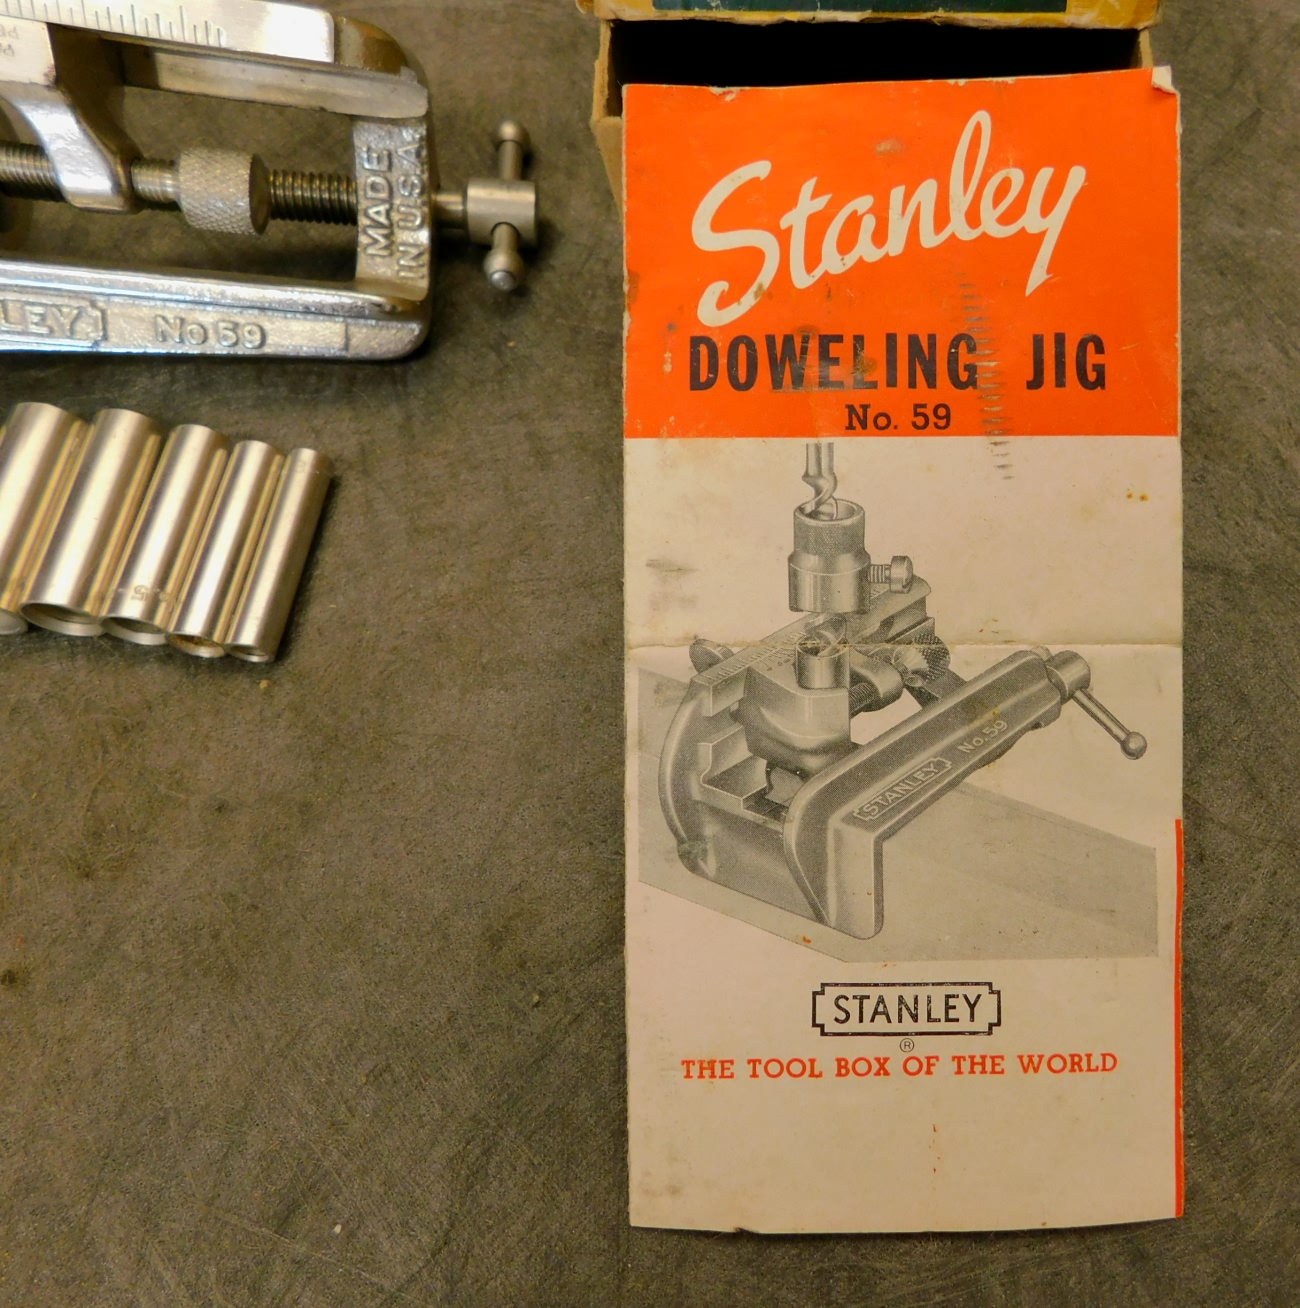 MADE
IN U.S.A.
LEY No 59
Stanley
DOWELING JIG
No. 59
STANLEY No. 59
STANLEY
®
THE TOOL BOX OF THE WORLD